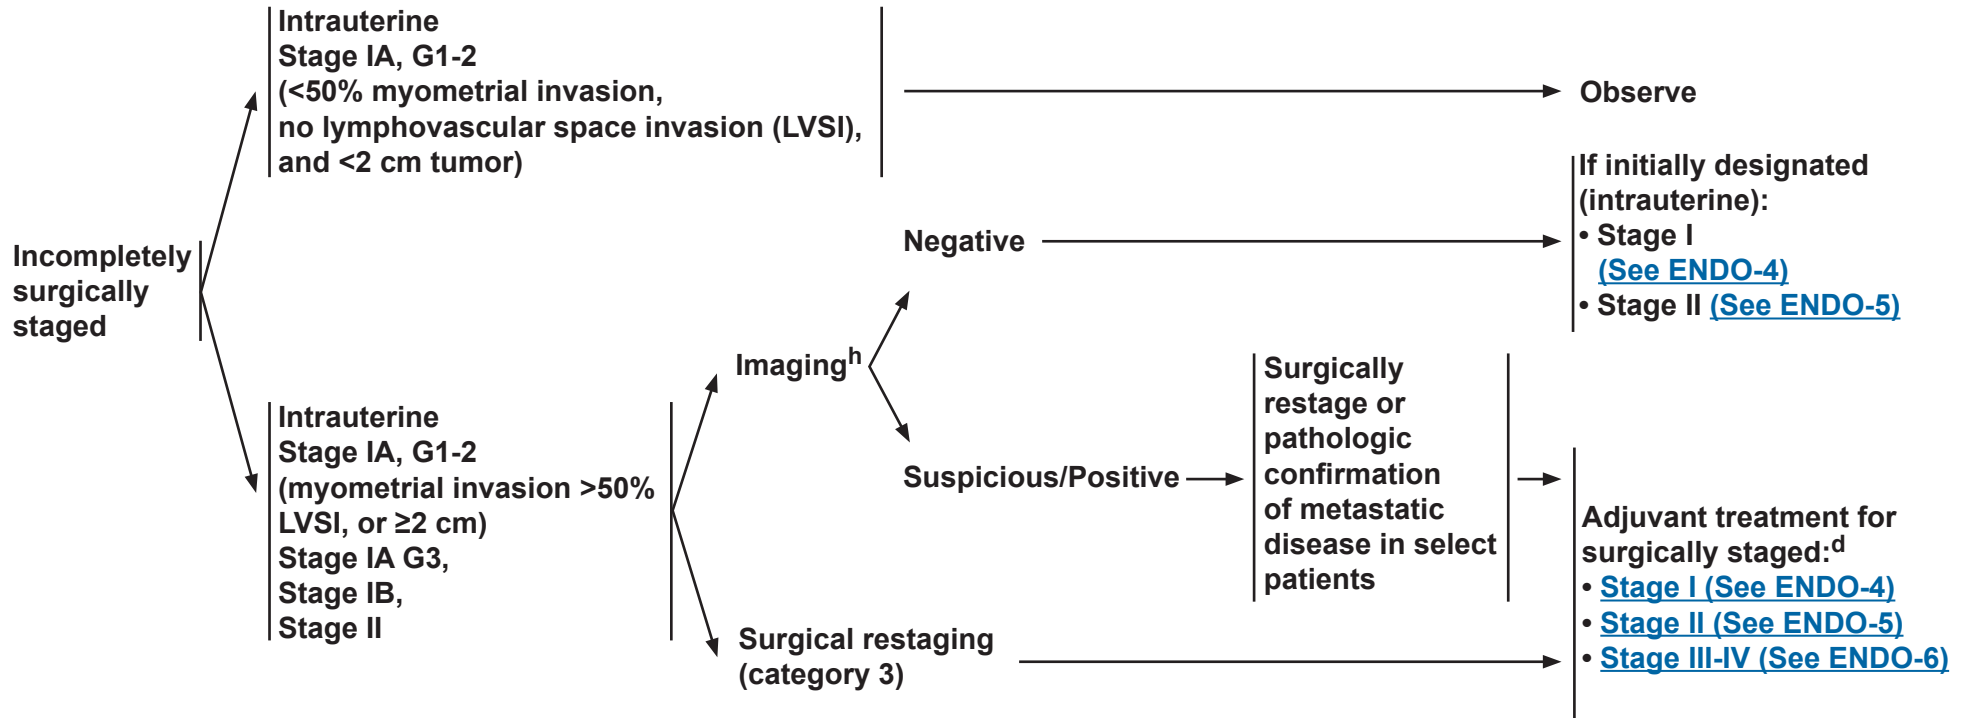 Incompletely
surgically
staged
Intrauterine
Stage IA, G1-2
(<50% myometrial invasion,
no lymphovascular space invasion (LVSI),
and <2 cm tumor)
Observe
Intrauterine
Stage IA, G1-2
(myometrial invasion >50%
LVSI, or ≥2 cm)
Stage IA G3,
Stage IB,
Stage II
Imagingh
Negative
If initially designated
(intrauterine):
• Stage I
(See ENDO-4)
• Stage II (See ENDO-5)
Suspicious/Positive
Surgically
restage or
pathologic
confirmation
of metastatic
disease in select
patients
Surgical restaging
(category 3)
Adjuvant treatment for
surgically staged:d
• Stage I (See ENDO-4)
• Stage II (See ENDO-5)
• Stage III-IV (See ENDO-6)